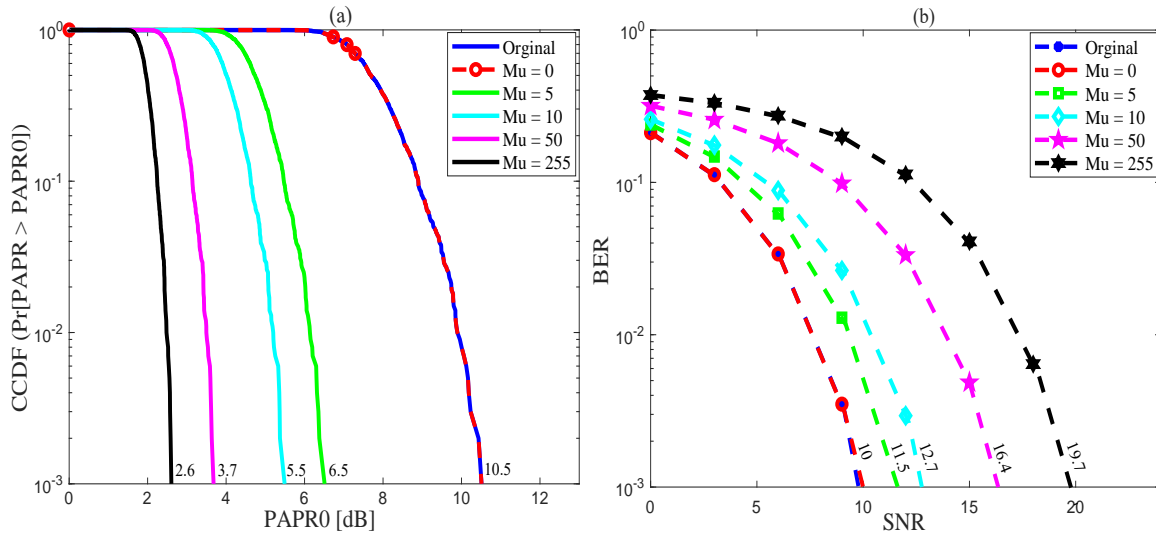 (a)
10^0
10^-1
10^-2
10^-3
CCDF (Pr[PAPR > PAPR0])
0 2 4 6 8 10 12
PAPR0 [dB]
Orginal
Mu = 0
Mu = 5
Mu = 10
Mu = 50
Mu = 255
2.6
3.7
5.5
6.5
10.5
(b)
10^0
10^-1
10^-2
10^-3
BER
0 5 10 15 20
SNR
Orginal
Mu = 0
Mu = 5
Mu = 10
Mu = 50
Mu = 255
10
11.5
12.7
16.4
19.7